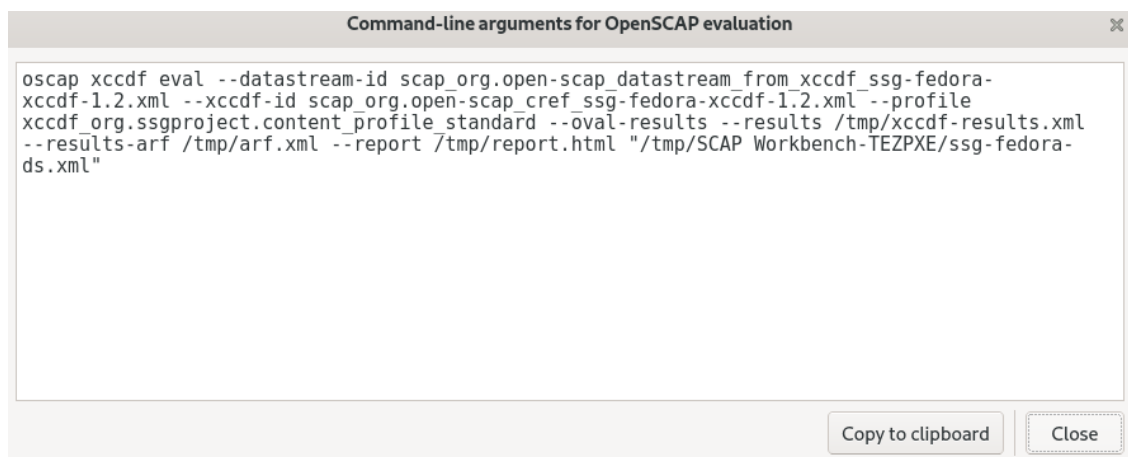 Command-line arguments for OpenSCAP evaluation
oscap xccdf eval --datastream-id scap_org.open-scap_datastream_from_xccdf_ssg-fedora-
xccdf-1.2.xml --xccdf-id scap_org.open-scap_cref_ssg-fedora-xccdf-1.2.xml --profile
xccdf_org.ssgproject.content_profile_standard --oval-results --results /tmp/xccdf-results.xml
--results-arf /tmp/arf.xml --report /tmp/report.html "/tmp/SCAP Workbench-TEZPXE/ssg-fedora-
ds.xml"
Copy to clipboard
Close